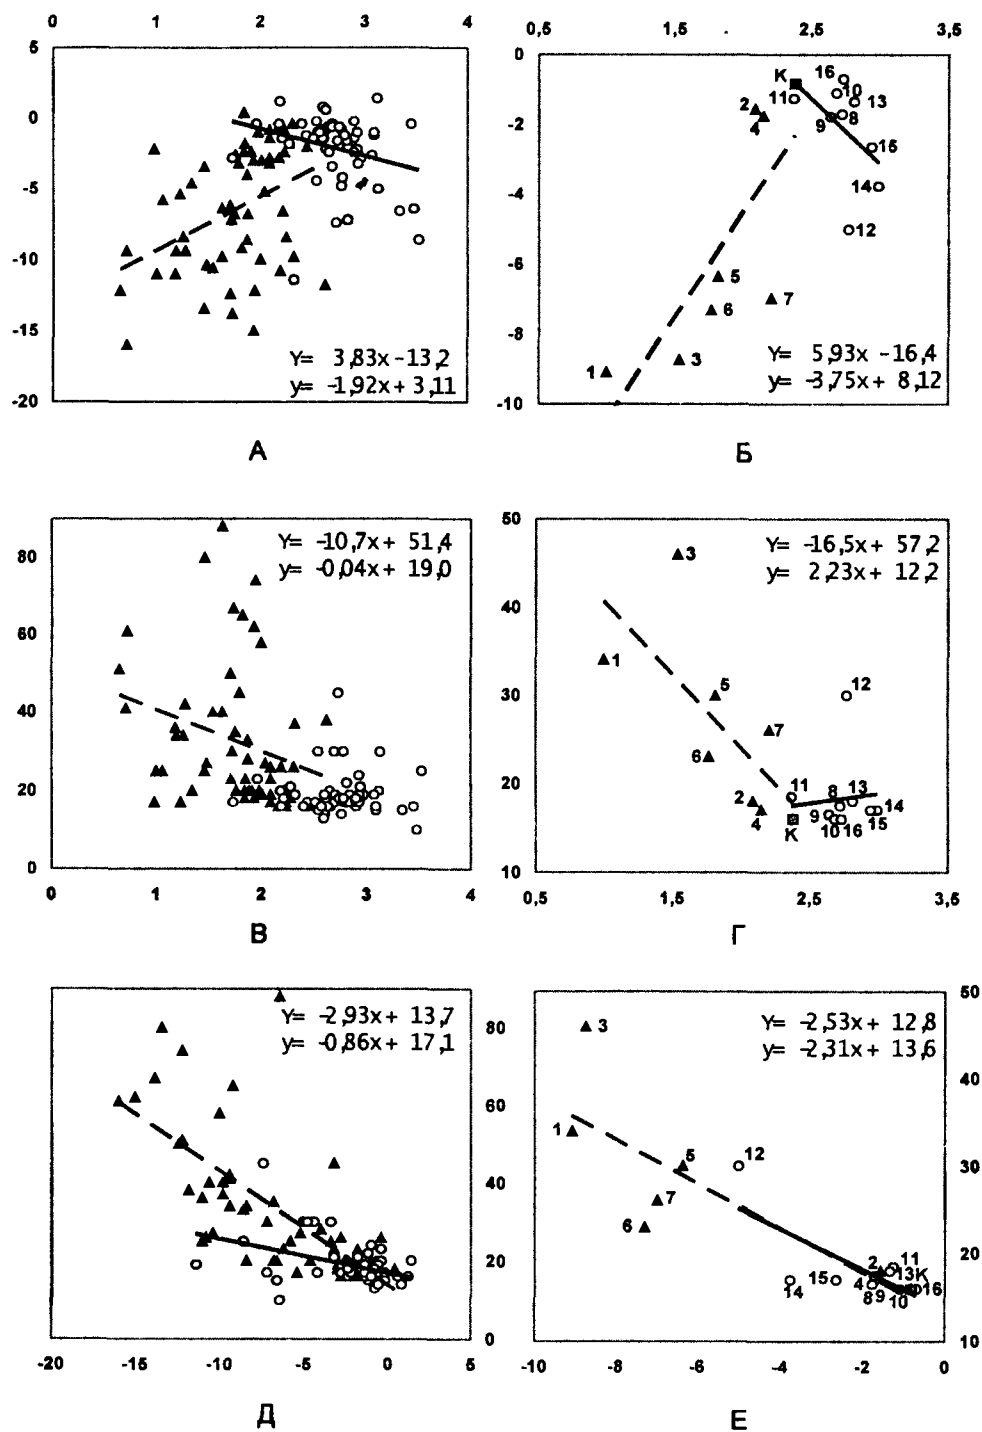 0 1 2 3 4
5
0
-5
-10
-15
-20
Y= 3,83x -13,2
y= -1,92x + 3,11
А
0,5 1,5 2,5 3,5
0
-2
-4
-6
-8
-10
K
16
10
11
13
2
4
9
8
15
14
12
5
6
7
1
3
Y= 5,93x -16,4
y= -3,75x + 8,12
Б
80
60
40
20
0
Y= -10,7x + 51,4
y= -0,04x + 19,0
0 1 2 3 4
В
50
40
30
20
10
Y= -16,5x + 57,2
y= 2,23x + 12,2
3
1
5
12
7
6
11
8
13
2
14
4
9
K
10
16
15
0,5 1,5 2,5 3,5
Г
Y= -2,93x + 13,7
y= -0,86x + 17,1
80
60
40
20
0
-20 -15 -10 -5 0 5
Д
50
40
30
20
10
Y= -2,53x + 12,8
y= -2,31x + 13,6
3
1
5
12
7
6
2
11
13
K
15
14
4
8
9
10
16
-10 -8 -6 -4 -2 0
Е